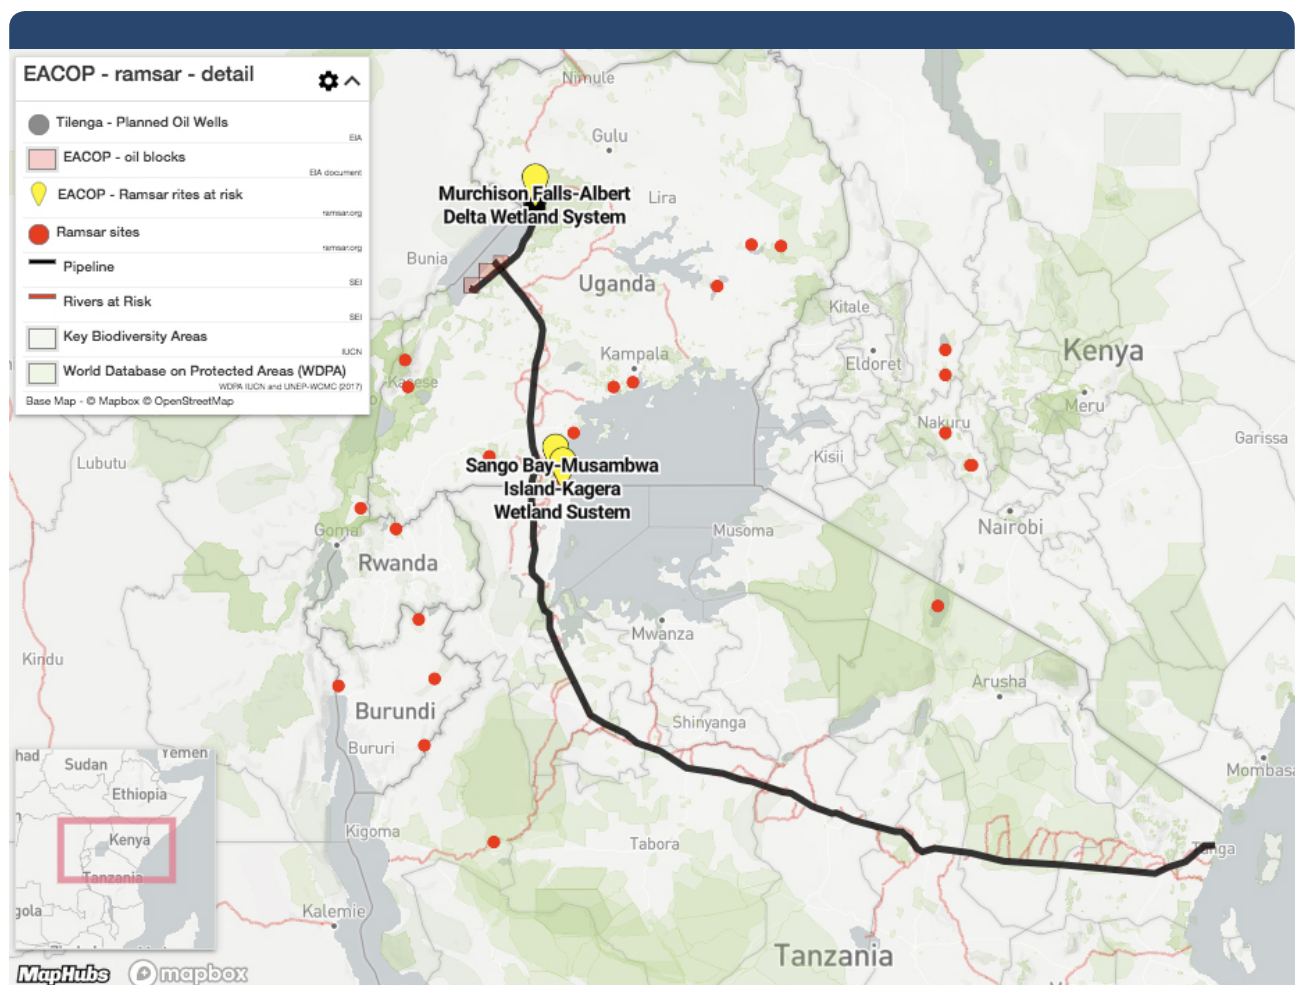 EACOP - ramsar - detail
Tilenga - Planned Oil Wells
EIA
EACOP - oil blocks
EIA document
EACOP - Ramsar rites at risk
ramsar.org
Ramsar sites
ramsar.org
Pipeline
SEI
Rivers at Risk
SEI
Key Biodiversity Areas
IUCN
World Database on Protected Areas (WDPA)
WDPA IUCN and UNEP-WCMC (2017)
Base Map - © Mapbox © OpenStreetMap
Nimule
Gulu
Murchison Falls-Albert
Delta Wetland System
Lira
Bunia
Uganda
Kitale
Kampala
Eldoret
Kenya
Kasese
Meru
Nakuru
Garissa
Lubutu
Kisii
Sango Bay-Musambwa
Island-Kagera
Wetland Sustem
Goma
Musoma
Nairobi
Rwanda
Mwanza
Kindu
Arusha
Burundi
Shinyanga
Bururi
Mombasa
Kigoma
Tabora
Tanga
Kalemie
Tanzania
had
Yemen
Sudan
Ethiopia
Kenya
Tanzania
gola
MapHubs
mapbox